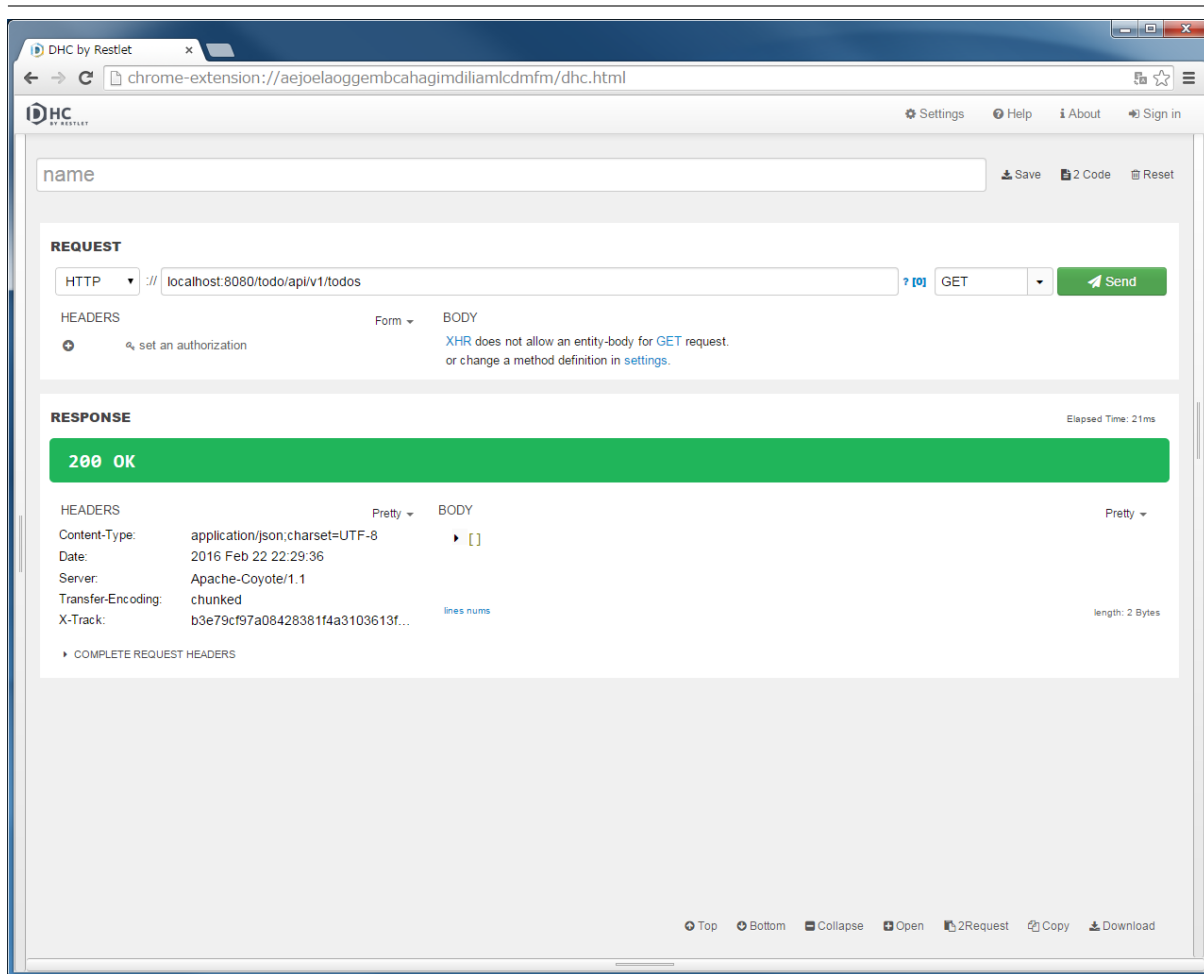 DHC by Restlet
chrome-extension://aejoelaoggembcahagimdiliamlcdmfm/dhc.html
DHC BY RESTLET
Settings Help About Sign in
name
Save 2 Code Reset
REQUEST
HTTP :// localhost:8080/todo/api/v1/todos ? [0] GET Send
HEADERS Form BODY
set an authorization XHR does not allow an entity-body for GET request.
or change a method definition in settings.
RESPONSE Elapsed Time: 21ms
200 OK
HEADERS Pretty BODY Pretty
Content-Type: application/json;charset=UTF-8 []
Date: 2016 Feb 22 22:29:36
Server: Apache-Coyote/1.1
Transfer-Encoding: chunked
X-Track: b3e79cf97a08428381f4a3103613f...
lines nums length: 2 Bytes
COMPLETE REQUEST HEADERS
Top Bottom Collapse Open 2Request Copy Download